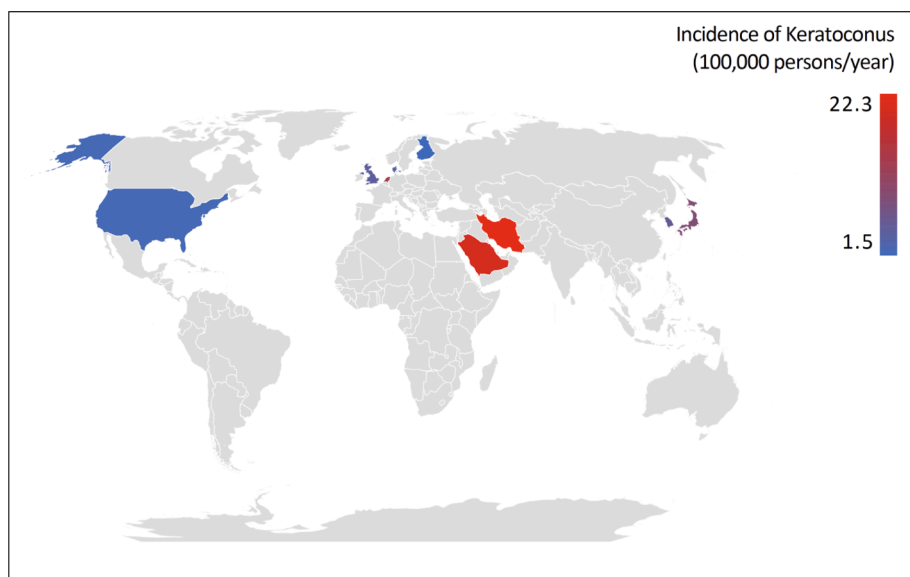 Incidence of Keratoconus
(100,000 persons/year)
22.3
1.5